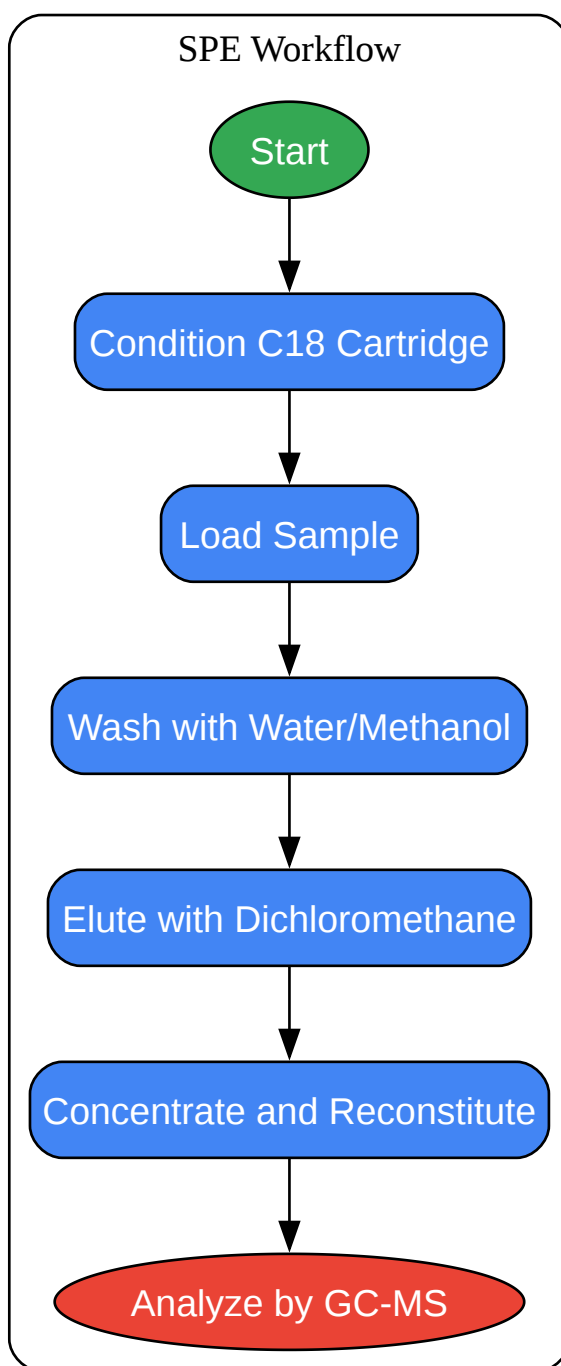 SPE Workflow
Start
Condition C18 Cartridge
Load Sample
Wash with Water/Methanol
Elute with Dichloromethane
Concentrate and Reconstitute
Analyze by GC-MS